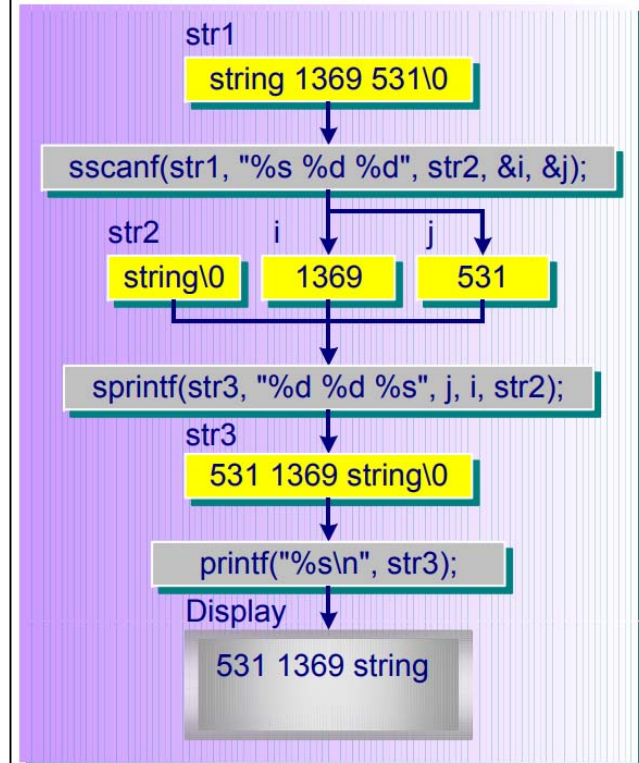 str1
string 1369 531\0
sscanf(str1, "%s %d %d", str2, &i, &j);
str2 i j
string\0 1369 531
sprintf(str3, "%d %d %s", j, i, str2);
str3
531 1369 string\0
printf("%s\n", str3);
Display
531 1369 string